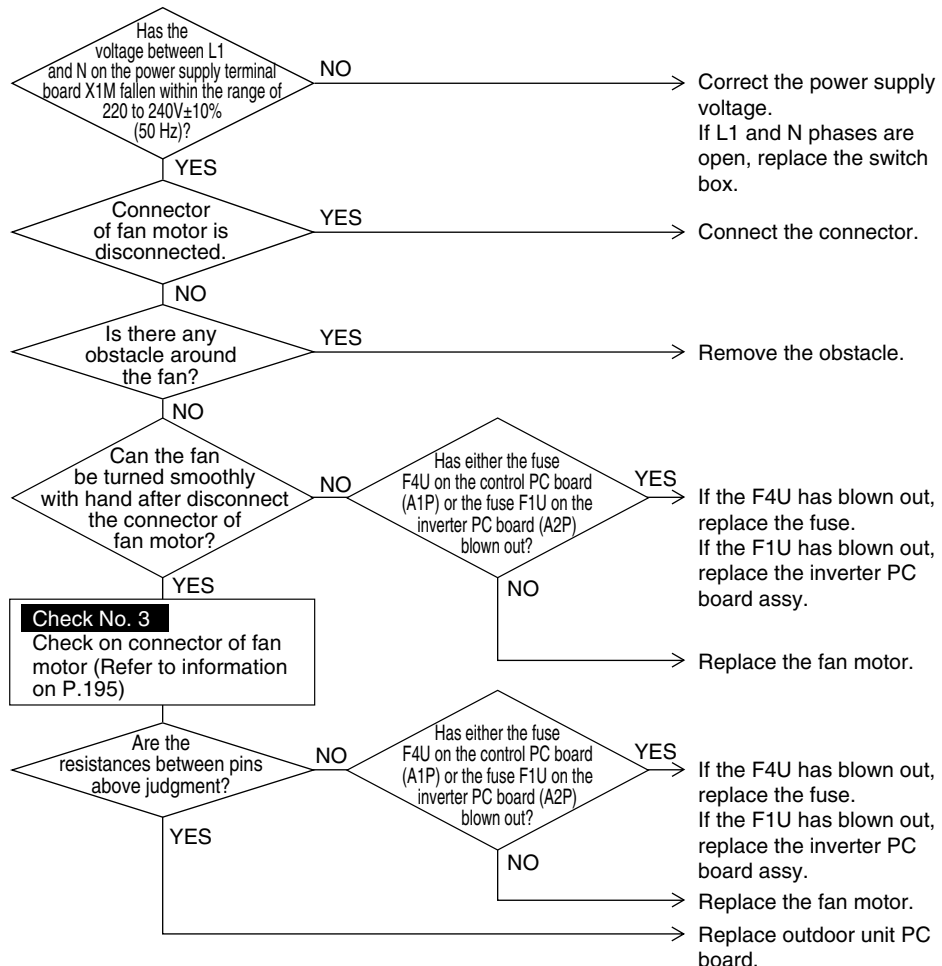 Has the
voltage between L1
and N on the power supply terminal
board X1M fallen within the range of
220 to 240V±10%
(50 Hz)?
NO
Correct the power supply
voltage.
If L1 and N phases are
open, replace the switch
box.
YES
Connector
of fan motor is
disconnected.
YES
Connect the connector.
NO
Is there any
obstacle around
the fan?
YES
Remove the obstacle.
NO
Can the fan
be turned smoothly
with hand after disconnect
the connector of
fan motor?
NO
Has either the fuse
F4U on the control PC board
(A1P) or the fuse F1U on the
inverter PC board (A2P)
blown out?
YES
If the F4U has blown out,
replace the fuse.
If the F1U has blown out,
replace the inverter PC
board assy.
NO
Replace the fan motor.
YES
Check No. 3
Check on connector of fan
motor (Refer to information
on P.195)
Are the
resistances between pins
above judgment?
NO
Has either the fuse
F4U on the control PC board
(A1P) or the fuse F1U on the
inverter PC board (A2P)
blown out?
YES
If the F4U has blown out,
replace the fuse.
If the F1U has blown out,
replace the inverter PC
board assy.
NO
Replace the fan motor.
YES
Replace outdoor unit PC
board.